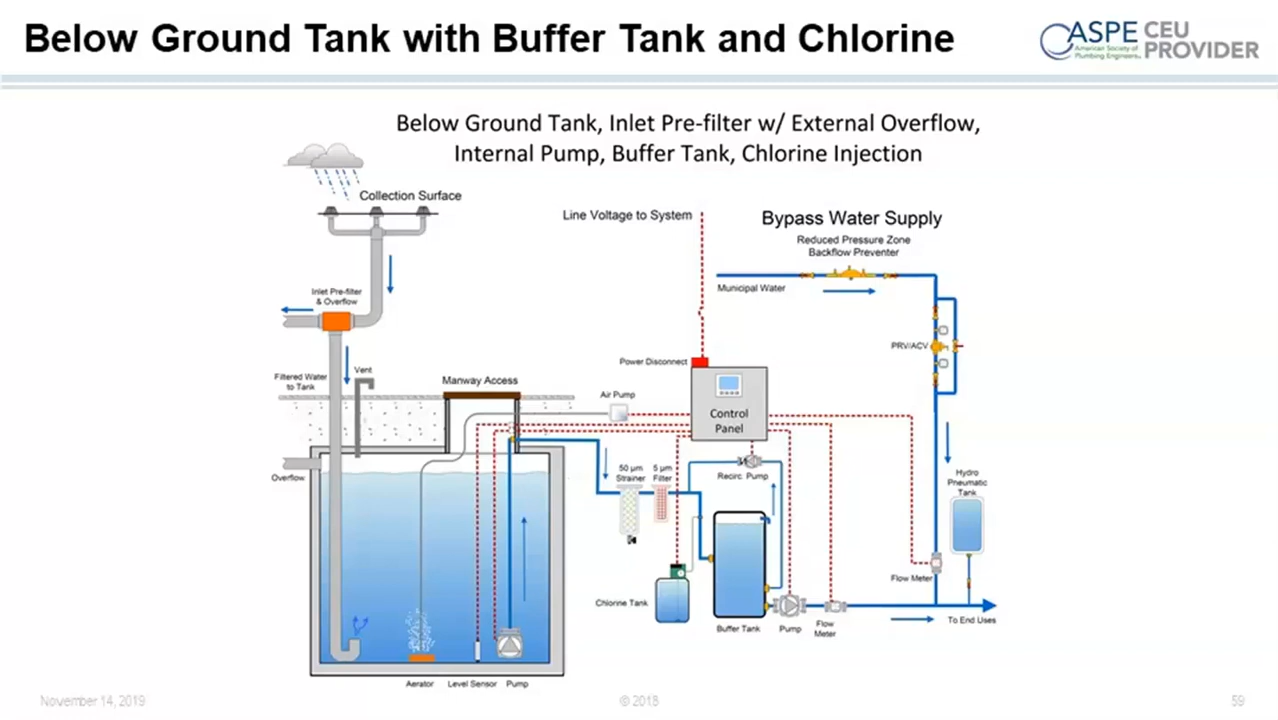 Below Ground Tank with Buffer Tank and Chlorine
ASPE
American Society of
Plumbing Engineers
CEU
PROVIDER
Below Ground Tank, Inlet Pre-filter w/ External Overflow,
Internal Pump, Buffer Tank, Chlorine Injection
Collection Surface
Line Voltage to System
Bypass Water Supply
Reduced Pressure Zone
Backflow Preventer
Municipal Water
Inlet Pre-filter
& Overflow
PRV/ACV
Power Disconnect
Filtered Water
to Tank
Vent
Manway Access
Air Pump
Control
Panel
Overflow
50 µm
Strainer
5 µm
Filter
Recirc. Pump
Hydro
Pneumatic
Tank
Flow Meter
Chlorine Tank
Buffer Tank
Pump
Flow
Meter
To End Uses
Aerator
Level Sensor
Pump
November 14, 2019
© 2018
59